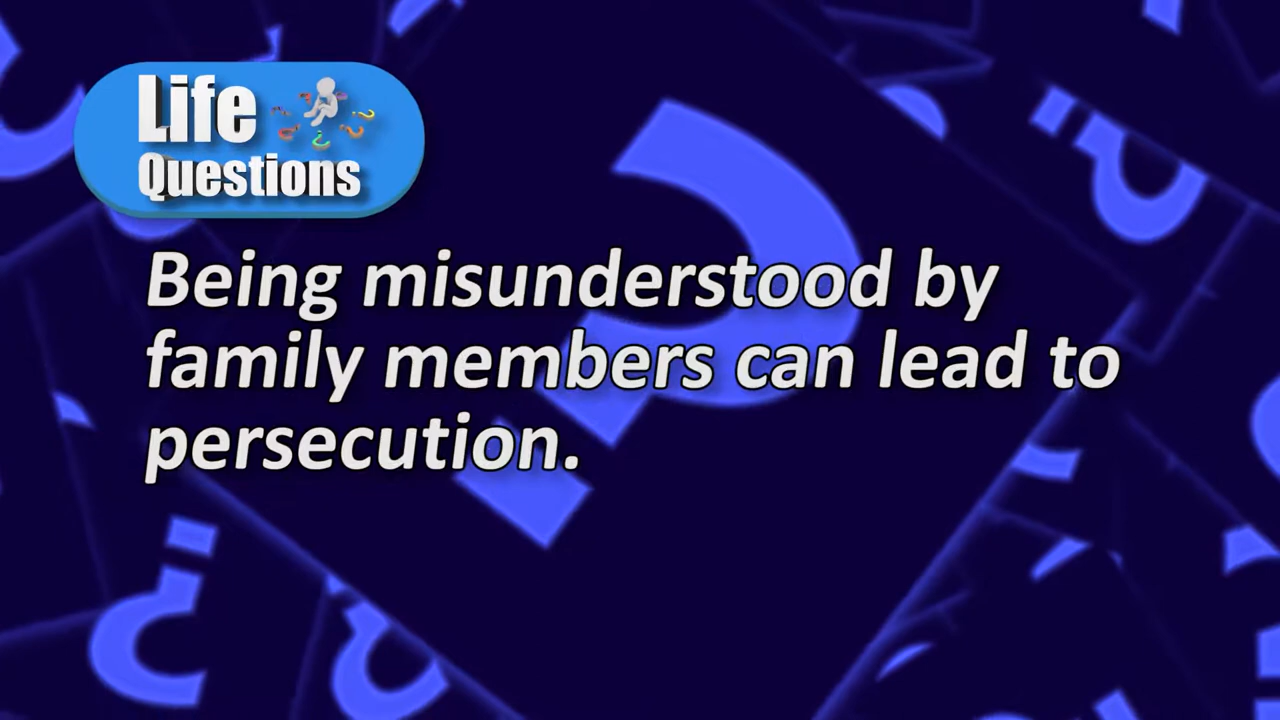 Life
Questions
Being misunderstood by
family members can lead to
persecution.